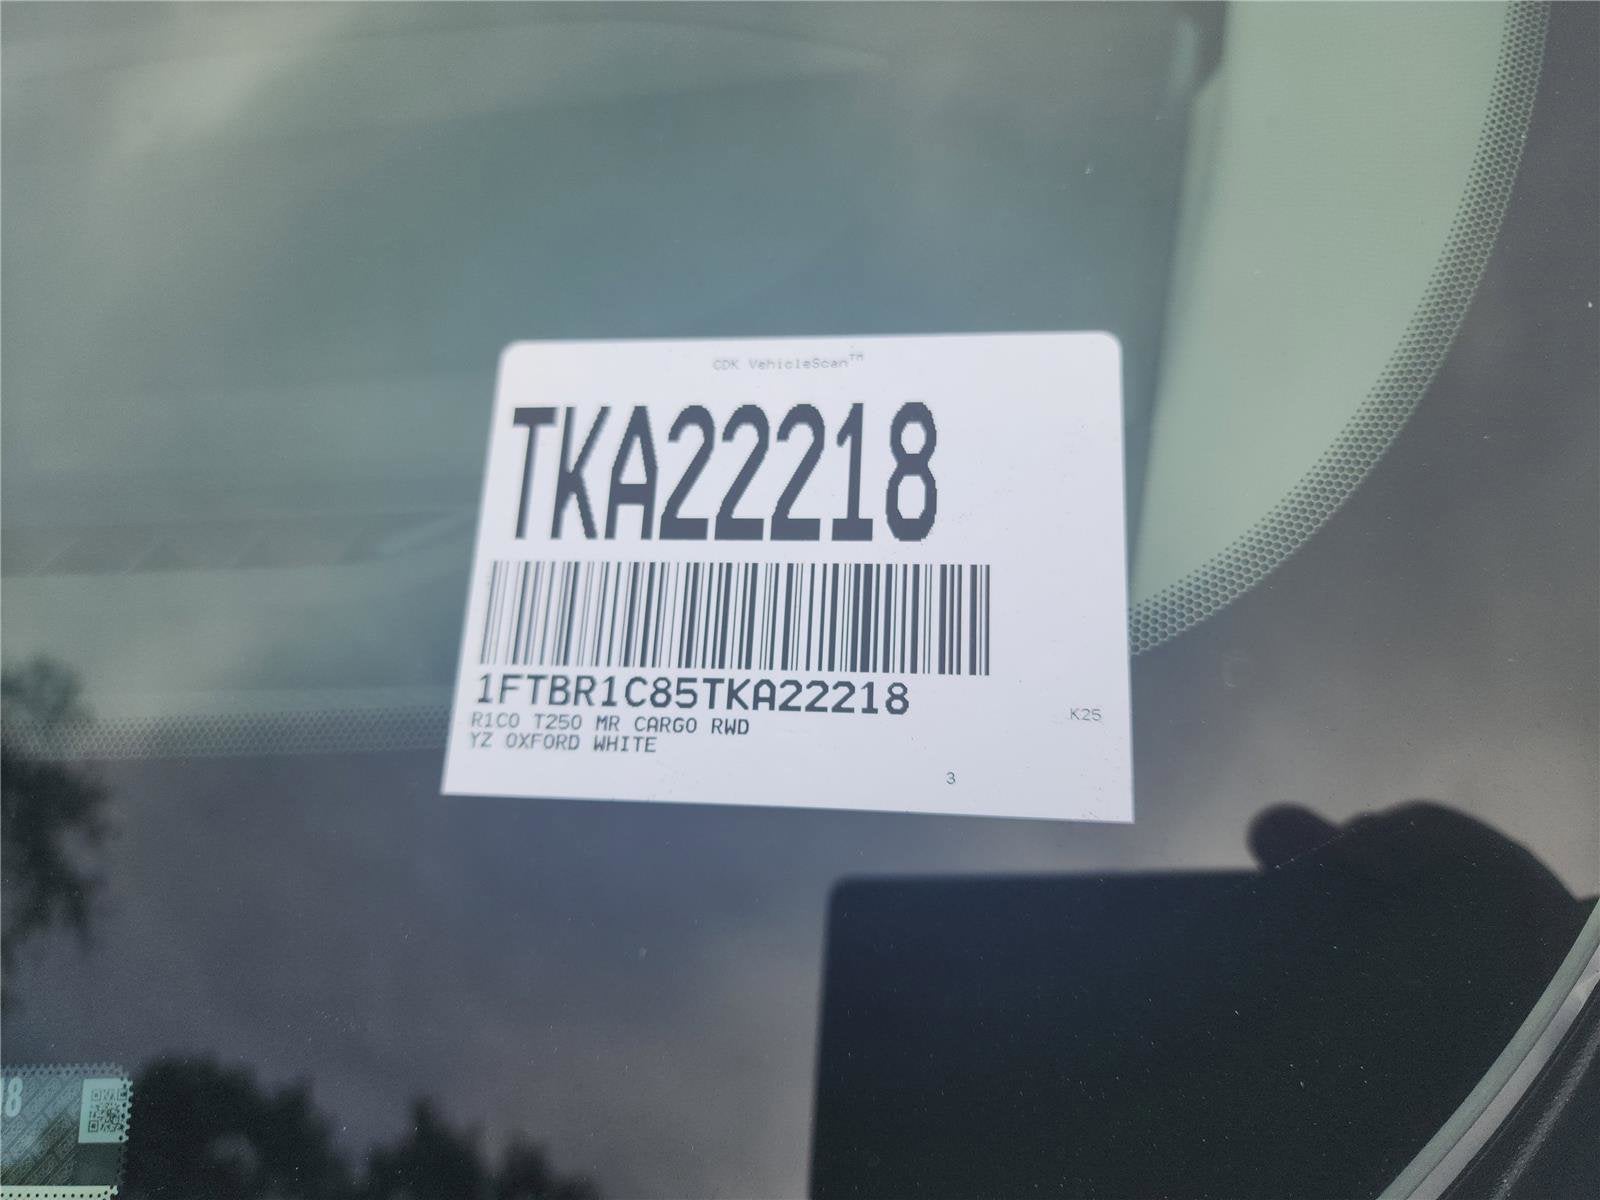 CDK VehicleScan™
TKA22218
1FTBR1C85TKA22218
R1C0 T250 MR CARGO RWD
YZ OXFORD WHITE
K25
3